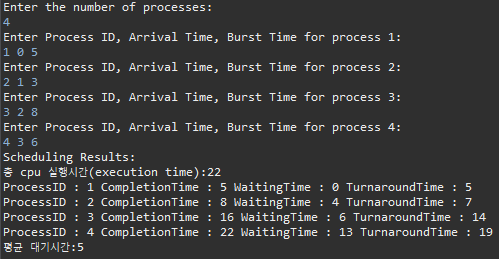 Enter the number of processes:
4
Enter Process ID, Arrival Time, Burst Time for process 1:
1 0 5
Enter Process ID, Arrival Time, Burst Time for process 2:
2 1 3
Enter Process ID, Arrival Time, Burst Time for process 3:
3 2 8
Enter Process ID, Arrival Time, Burst Time for process 4:
4 3 6
Scheduling Results:
총 cpu 실행시간(execution time):22
ProcessID : 1 CompletionTime : 5 WaitingTime : 0 TurnaroundTime : 5
ProcessID : 2 CompletionTime : 8 WaitingTime : 4 TurnaroundTime : 7
ProcessID : 3 CompletionTime : 16 WaitingTime : 6 TurnaroundTime : 14
ProcessID : 4 CompletionTime : 22 WaitingTime : 13 TurnaroundTime : 19
평균 대기시간:5